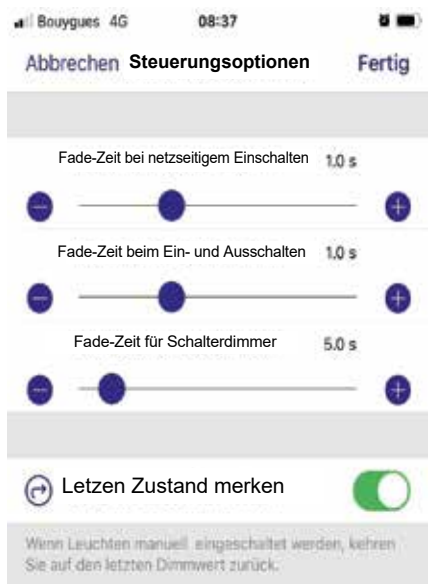 Bouygues 4G 08:37
Abbrechen Steuerungsoptionen Fertig
Fade-Zeit bei netzseitigem Einschalten 1.0 s
Fade-Zeit beim Ein- und Ausschalten 1.0 s
Fade-Zeit für Schalterdimmer 5.0 s
Letzen Zustand merken
Wenn Leuchten manuell eingeschaltet werden, kehren
Sie auf den letzten Dimmwert zurück.